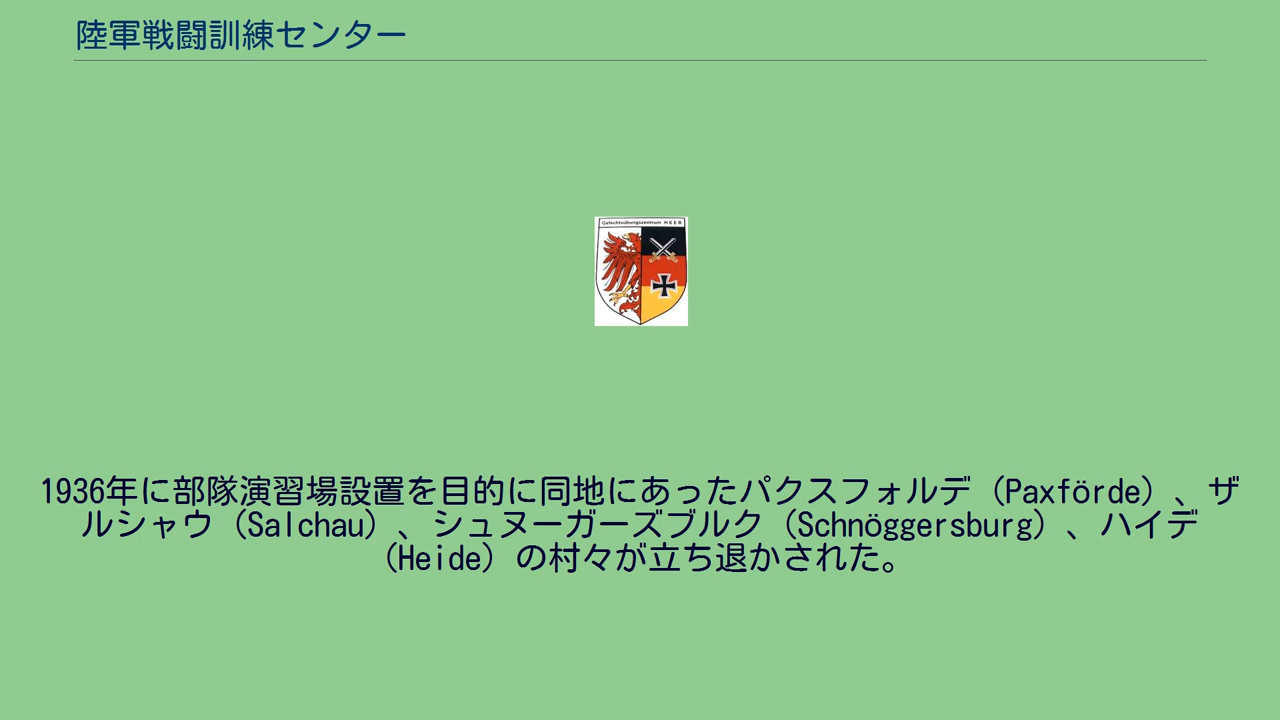 陸軍戦闘訓練センター
Gefechtsübungszentrum HEER
1936年に部隊演習場設置を目的に同地にあったパクスフォルデ（Paxförde）、ザ
ルシャウ（Salchau）、シュヌーガーズブルク（Schnöggersburg）、ハイデ
（Heide）の村々が立ち退かされた。